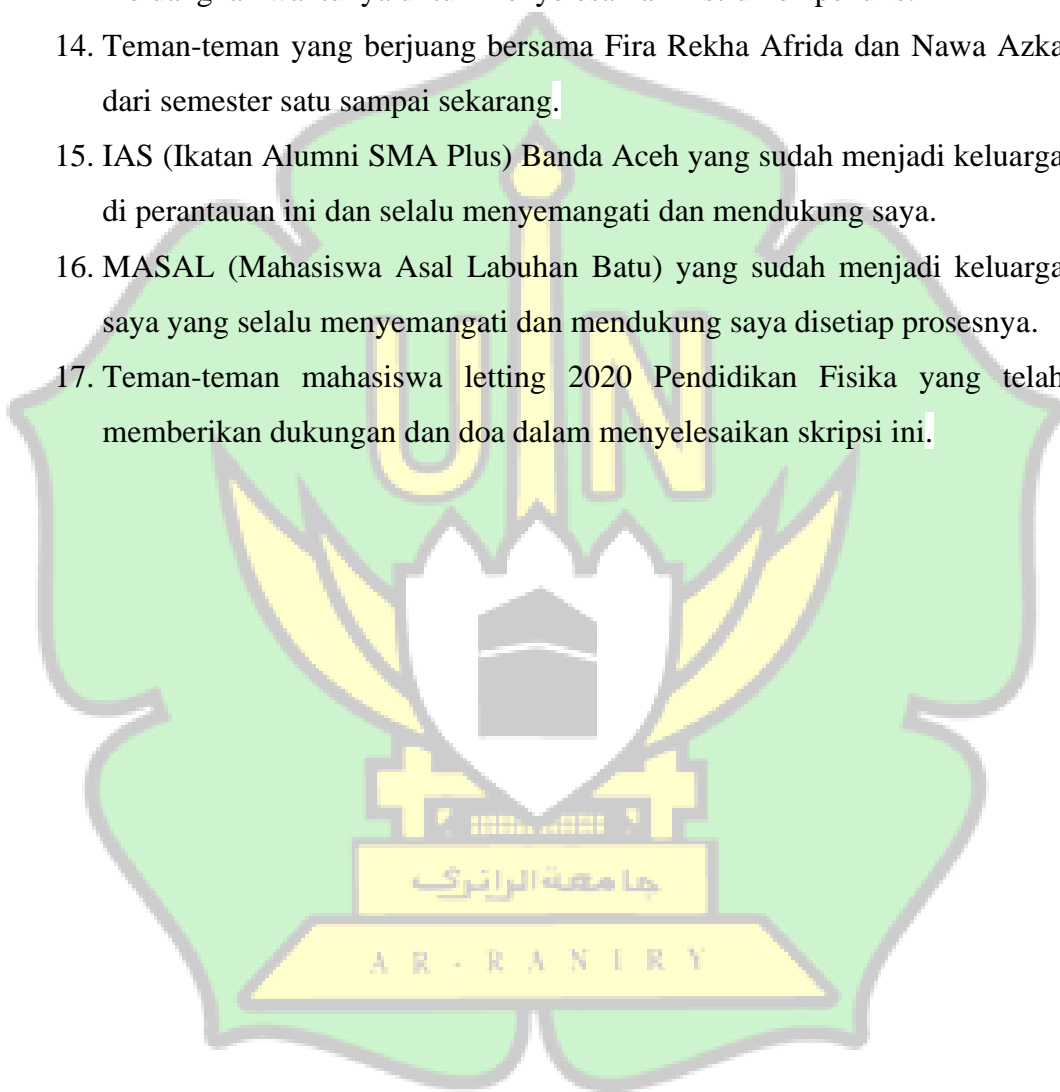 14. Teman-teman yang berjuang bersama Fira Rekha Afrida dan Nawa Azka
dari semester satu sampai sekarang.
15. IAS (Ikatan Alumni SMA Plus) Banda Aceh yang sudah menjadi keluarga
di perantauan ini dan selalu menyemangati dan mendukung saya.
16. MASAL (Mahasiswa Asal Labuhan Batu) yang sudah menjadi keluarga
saya yang selalu menyemangati dan mendukung saya disetiap prosesnya.
17. Teman-teman mahasiswa letting 2020 Pendidikan Fisika yang telah
memberikan dukungan dan doa dalam menyelesaikan skripsi ini.
UIN
جامعة الرانري
AR-RANIRY